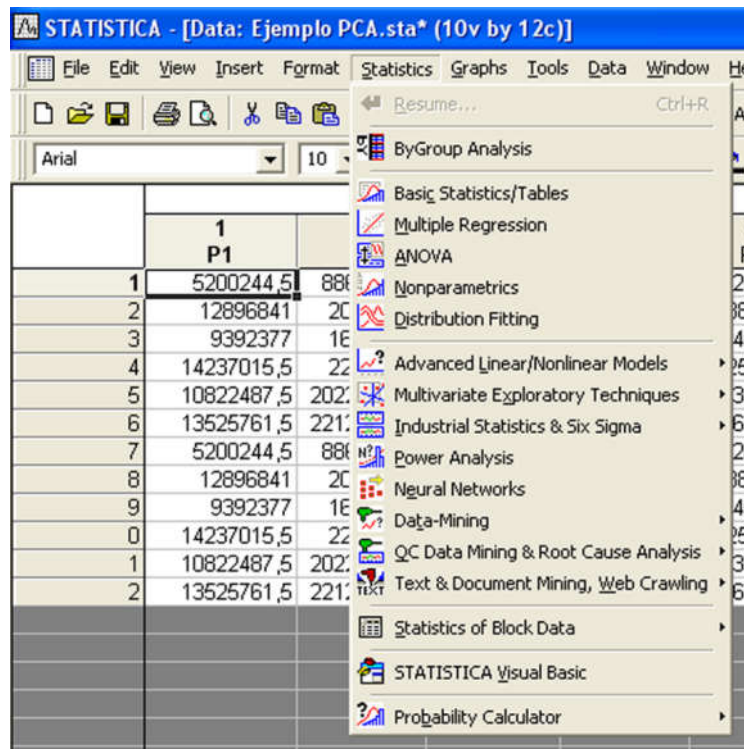 STATISTICA - [Data: Ejemplo PCA.sta* (10v by 12c)]
File Edit View Insert Format Statistics Graphs Tools Data Window
Arial 10
Resume... Ctrl+R
ByGroup Analysis
Basic Statistics/Tables
Multiple Regression
ANOVA
Nonparametrics
Distribution Fitting
Advanced Linear/Nonlinear Models
Multivariate Exploratory Techniques
Industrial Statistics & Six Sigma
Power Analysis
Neural Networks
Data-Mining
QC Data Mining & Root Cause Analysis
Text & Document Mining, Web Crawling
Statistics of Block Data
STATISTICA Visual Basic
Probability Calculator
1
P1
1 5200244,5
2 12896841
3 9392377
4 14237015,5
5 10822487,5
6 13525761,5
7 5200244,5
8 12896841
9 9392377
0 14237015,5
1 10822487,5
2 13525761,5